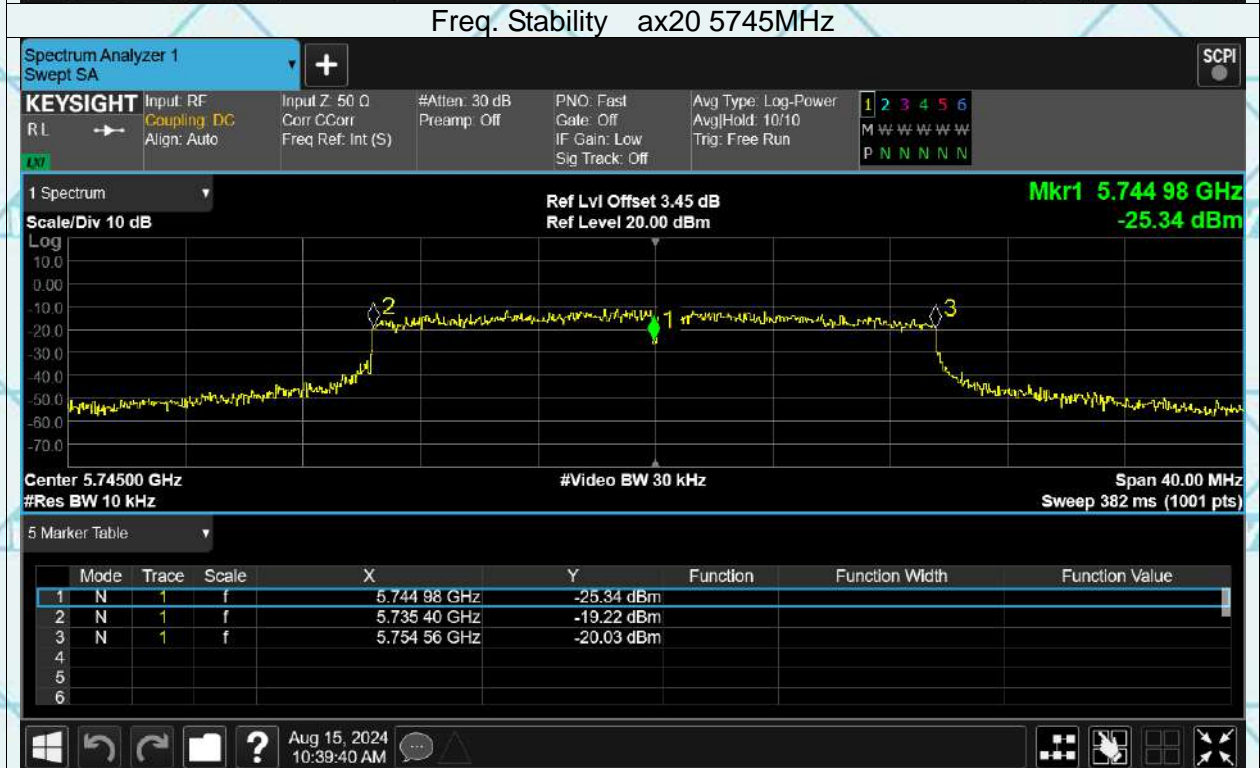 Freq. Stability ax20 5745MHz
Spectrum Analyzer 1
Swept SA
+
SCPI
KEYSIGHT Input: RF Input Z: 50 Ω #Atten: 30 dB PNO: Fast Avg Type: Log-Power 1 2 3 4 5 6
RL Coupling: DC Corr CCorr Preamp: Off Gate: Off Avg|Hold: 10/10 M W W W W W
Align: Auto Freq Ref: Int (S) IF Gain: Low Trig: Free Run P N N N N N
LXI Sig Track: Off
1 Spectrum Ref Lvl Offset 3.45 dB Mkr1 5.744 98 GHz
Scale/Div 10 dB Ref Level 20.00 dBm -25.34 dBm
Log
10.0
0.00
-10.0 2 3
-20.0 1
-30.0
-40.0
-50.0
-60.0
-70.0
Center 5.74500 GHz #Video BW 30 kHz Span 40.00 MHz
#Res BW 10 kHz Sweep 382 ms (1001 pts)
5 Marker Table
Mode Trace Scale X Y Function Function Width Function Value
1 N 1 f 5.744 98 GHz -25.34 dBm
2 N 1 f 5.735 40 GHz -19.22 dBm
3 N 1 f 5.754 56 GHz -20.03 dBm
4
5
6
? Aug 15, 2024
10:39:40 AM